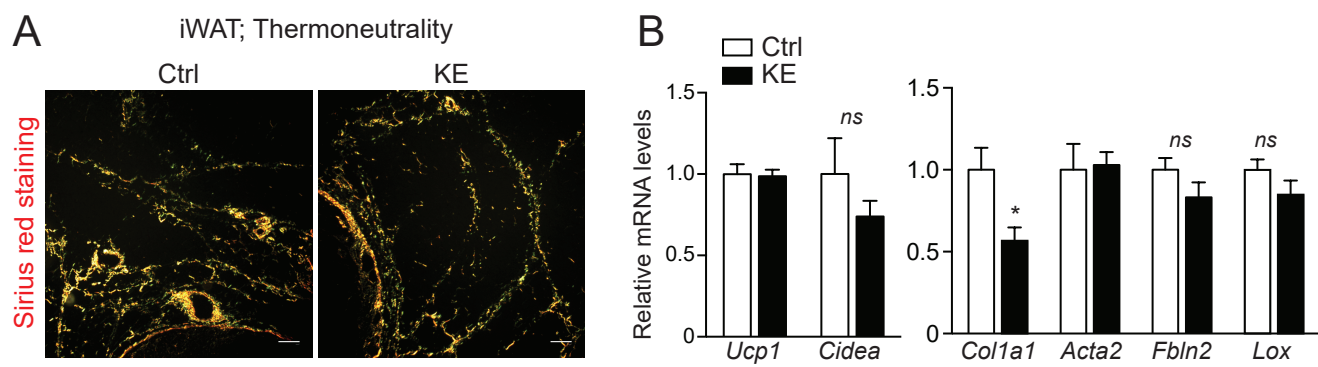 A
iWAT; Thermoneutrality
Ctrl
KE
Sirius red staining
B
Ctrl
KE
Relative mRNA levels
1.5
1.0
0.5
0
ns
Ucp1
Cidea
1.5
1.0
0.5
0
*
ns
ns
Col1a1
Acta2
Fbln2
Lox